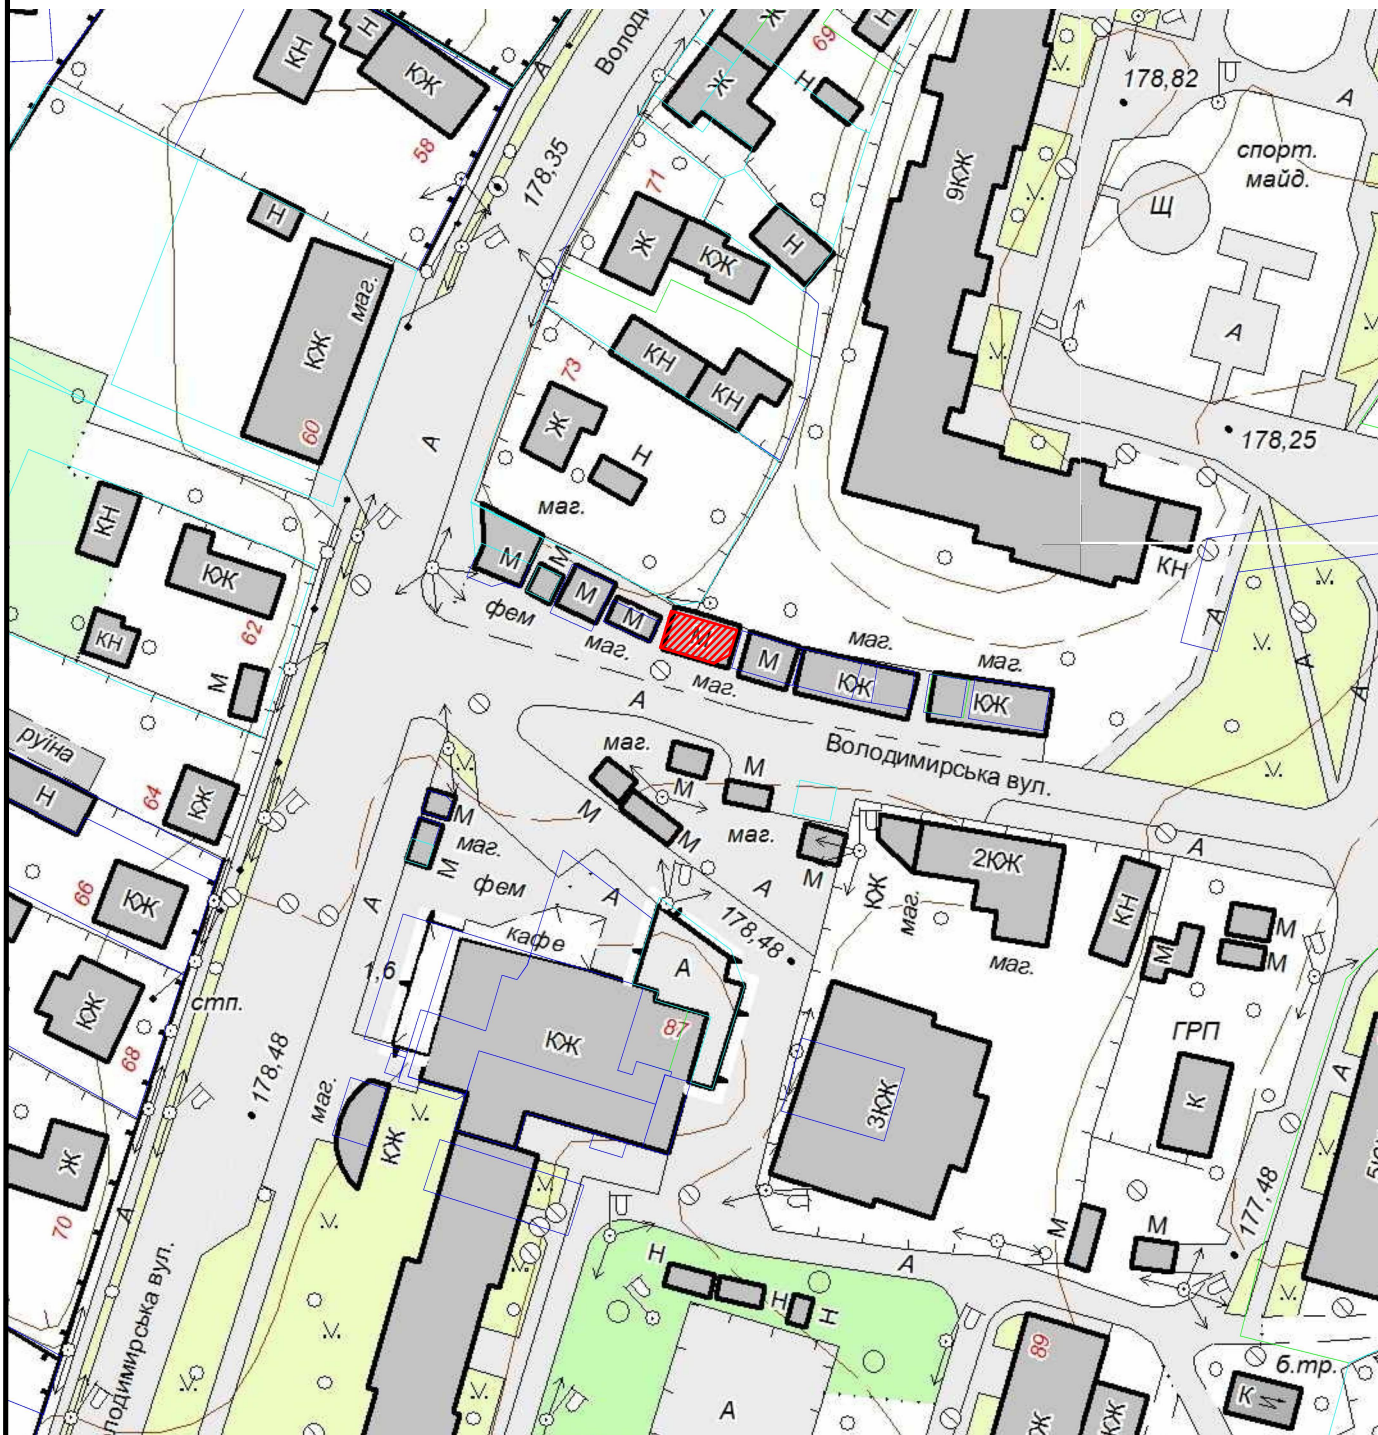 КН
Н
КЖ
58
А
Волод
Ж
Ж
69
Н
Н
178,82
А
спорт.
майд.
Щ
9КЖ
178,35
71
Ж
КЖ
Н
Н
КЖ
маг.
60
А
КН
КН
73
Ж
Н
маг.
А
178,25
КН
КЖ
62
КН
М
М
М
М
М
фем
маг.
М
маг.
М
КЖ
маг.
КЖ
маг.
КН
А
А
А
А
Володимирська вул.
руїна
Н
64
КЖ
маг.
М
М
М
М
маг.
М
М
маг.
М
фем
А
А
А
178,48
КЖ
маг.
2КЖ
маг.
А
КН
М
М
М
66
КЖ
кафе
А
1,6
стп.
КЖ
68
КЖ
87
178,48
маг.
КЖ
3КЖ
ГРП
К
А
Ж
70
А
М
М
177,48
Володимирська вул.
Н
Н
Н
А
А
89
Ж
КЖ
б.тр.
К